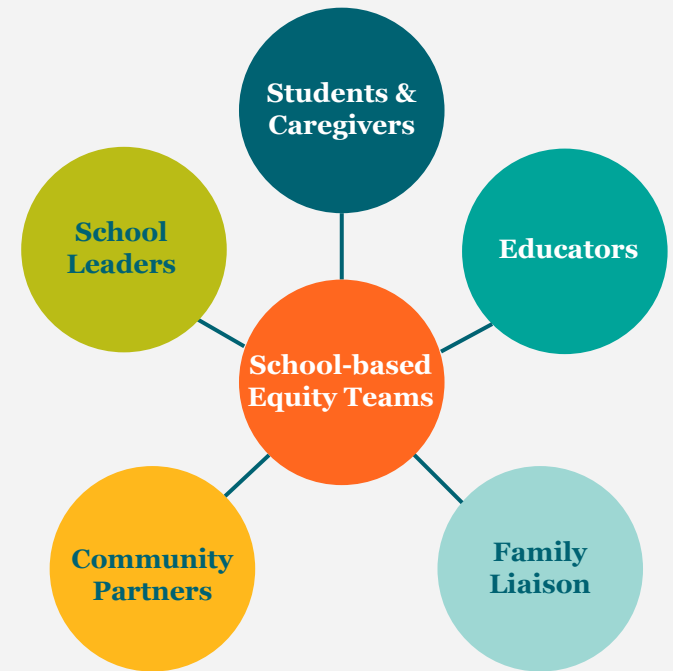 Students &
Caregivers
School
Leaders
Educators
School-based
Equity Teams
Community
Partners
Family
Liaison